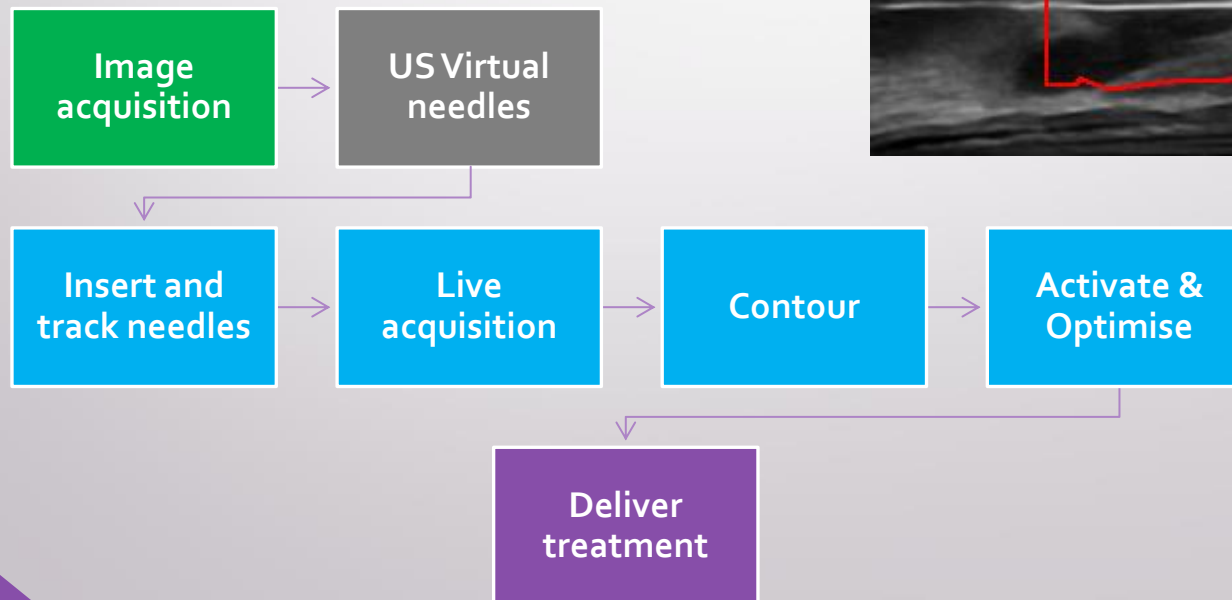 Image
acquisition
US Virtual
needles
Insert and
track needles
Live
acquisition
Contour
Activate &
Optimise
Deliver
treatment